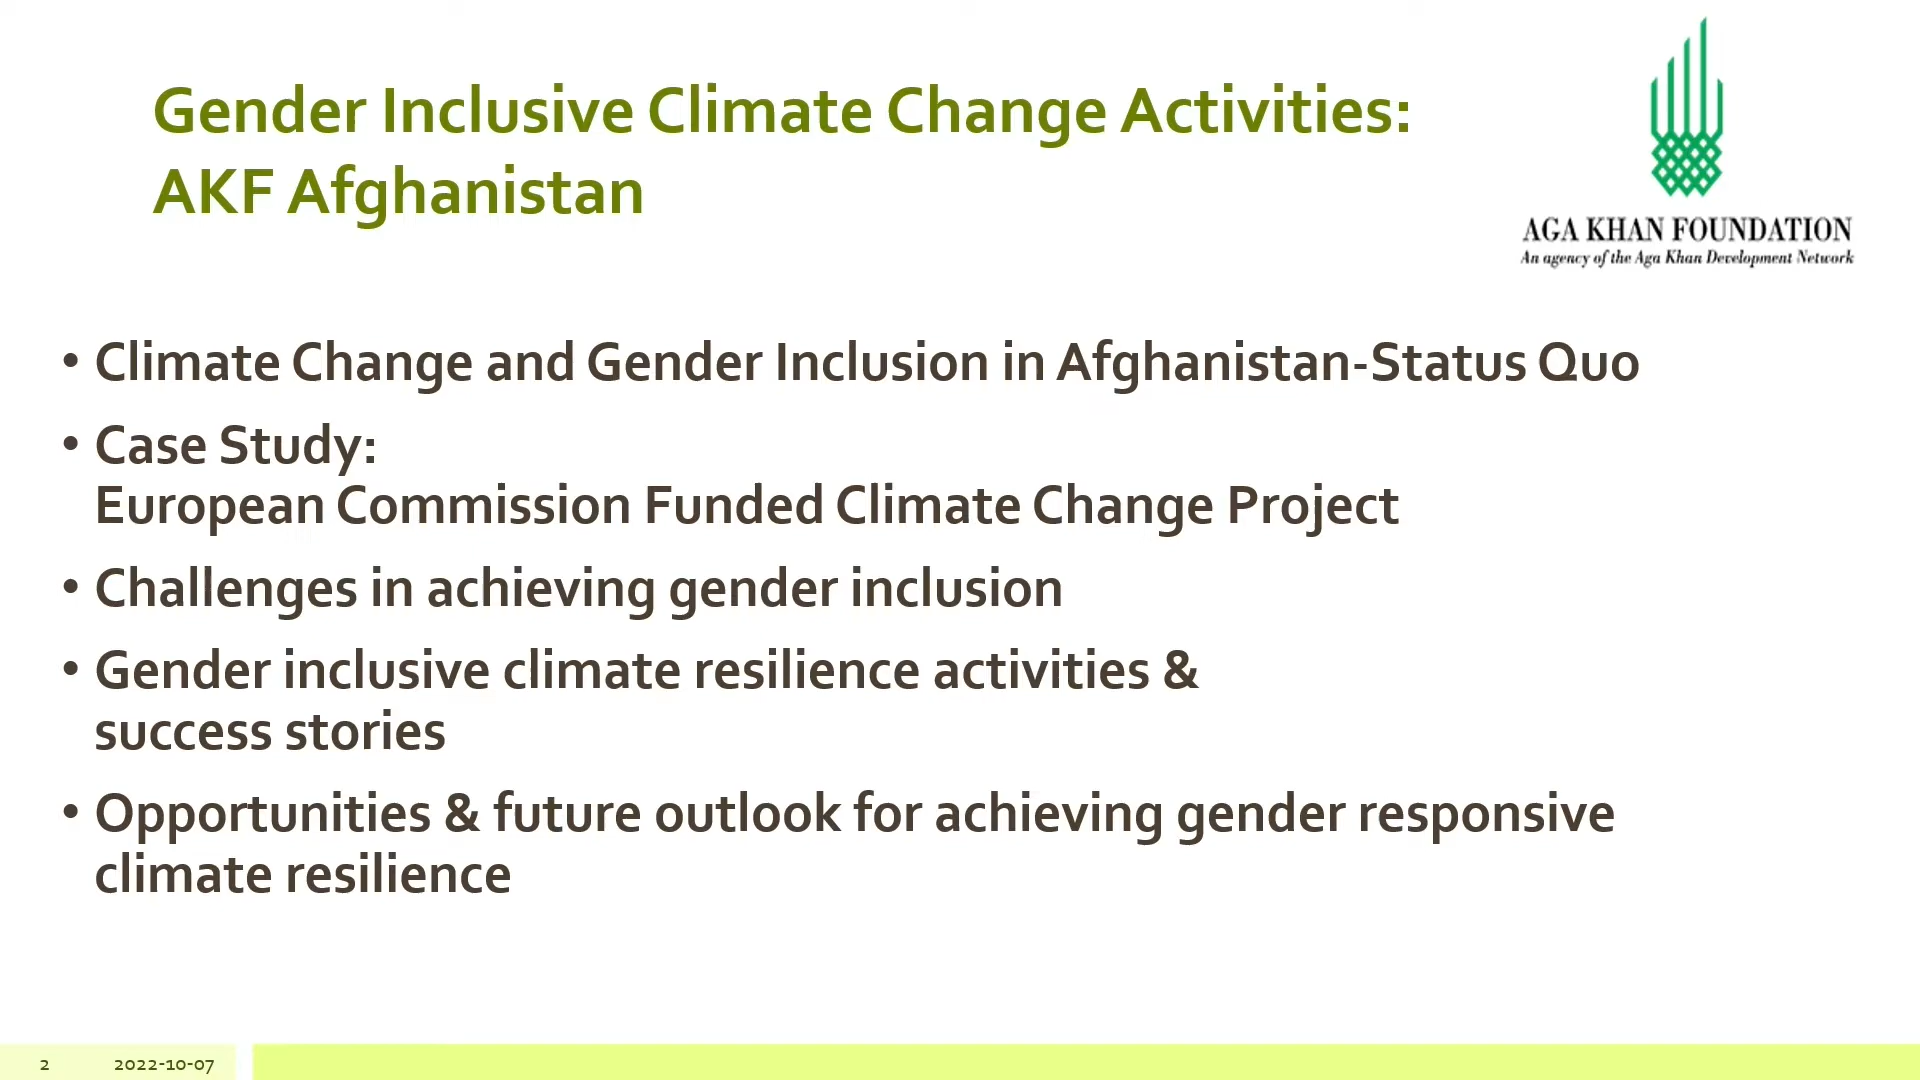 Gender Inclusive Climate Change Activities:
AKF Afghanistan
AGA KHAN FOUNDATION
An agency of the Aga Khan Development Network
• Climate Change and Gender Inclusion in Afghanistan-Status Quo
• Case Study:
European Commission Funded Climate Change Project
• Challenges in achieving gender inclusion
• Gender inclusive climate resilience activities &
success stories
• Opportunities & future outlook for achieving gender responsive
climate resilience
2 2022-10-07